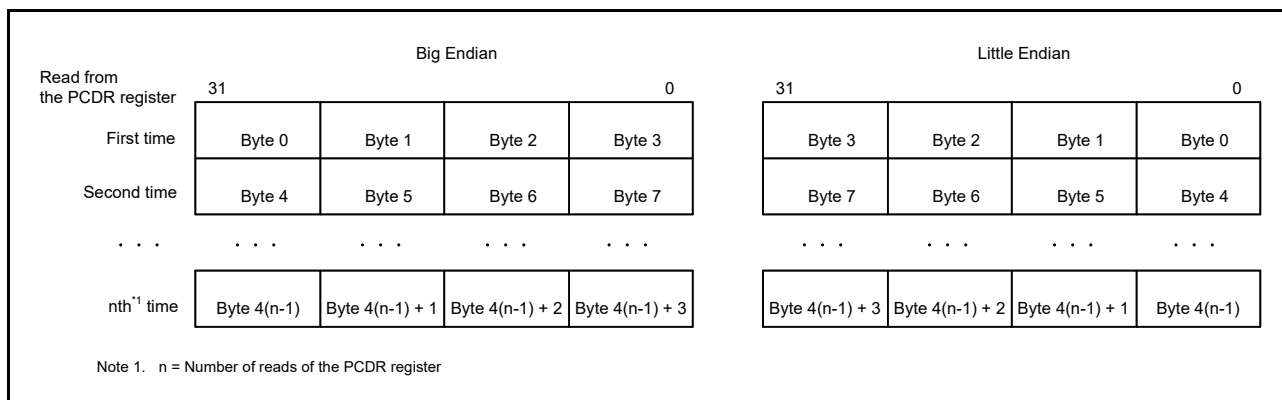 Big Endian Little Endian
Read from
the PCDR register
31 0 31 0
First time Byte 0 Byte 1 Byte 2 Byte 3 Byte 3 Byte 2 Byte 1 Byte 0
Second time Byte 4 Byte 5 Byte 6 Byte 7 Byte 7 Byte 6 Byte 5 Byte 4
. . . . . . . . . . . . . . . . . . . . . . . . . . .
nth*1 time Byte 4(n-1) Byte 4(n-1) + 1 Byte 4(n-1) + 2 Byte 4(n-1) + 3 Byte 4(n-1) + 3 Byte 4(n-1) + 2 Byte 4(n-1) + 1 Byte 4(n-1)
Note 1. n = Number of reads of the PCDR register